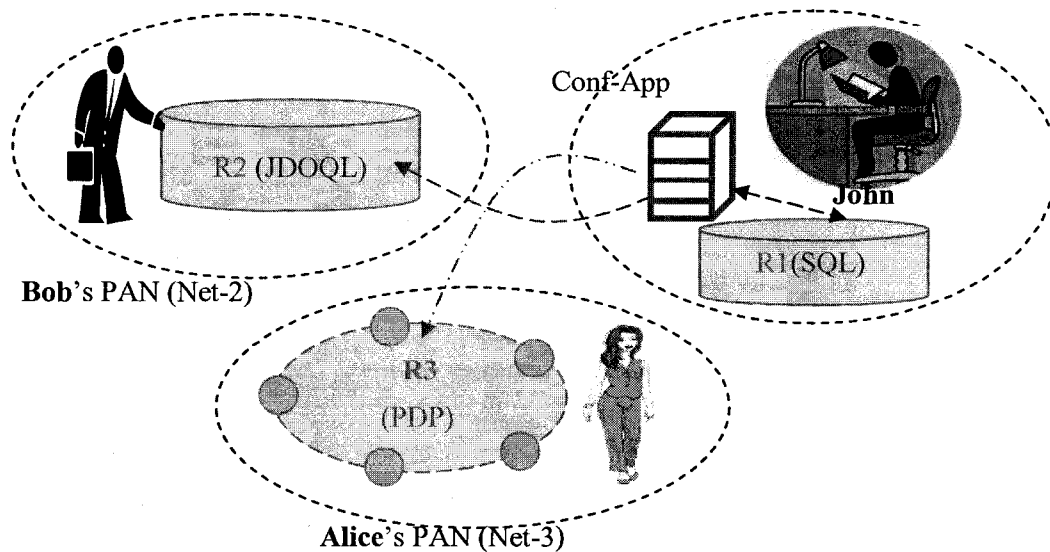 Conf-App
R2 (JDOQL)
John
R1(SQL)
Bob's PAN (Net-2)
R3
(PDP)
Alice's PAN (Net-3)